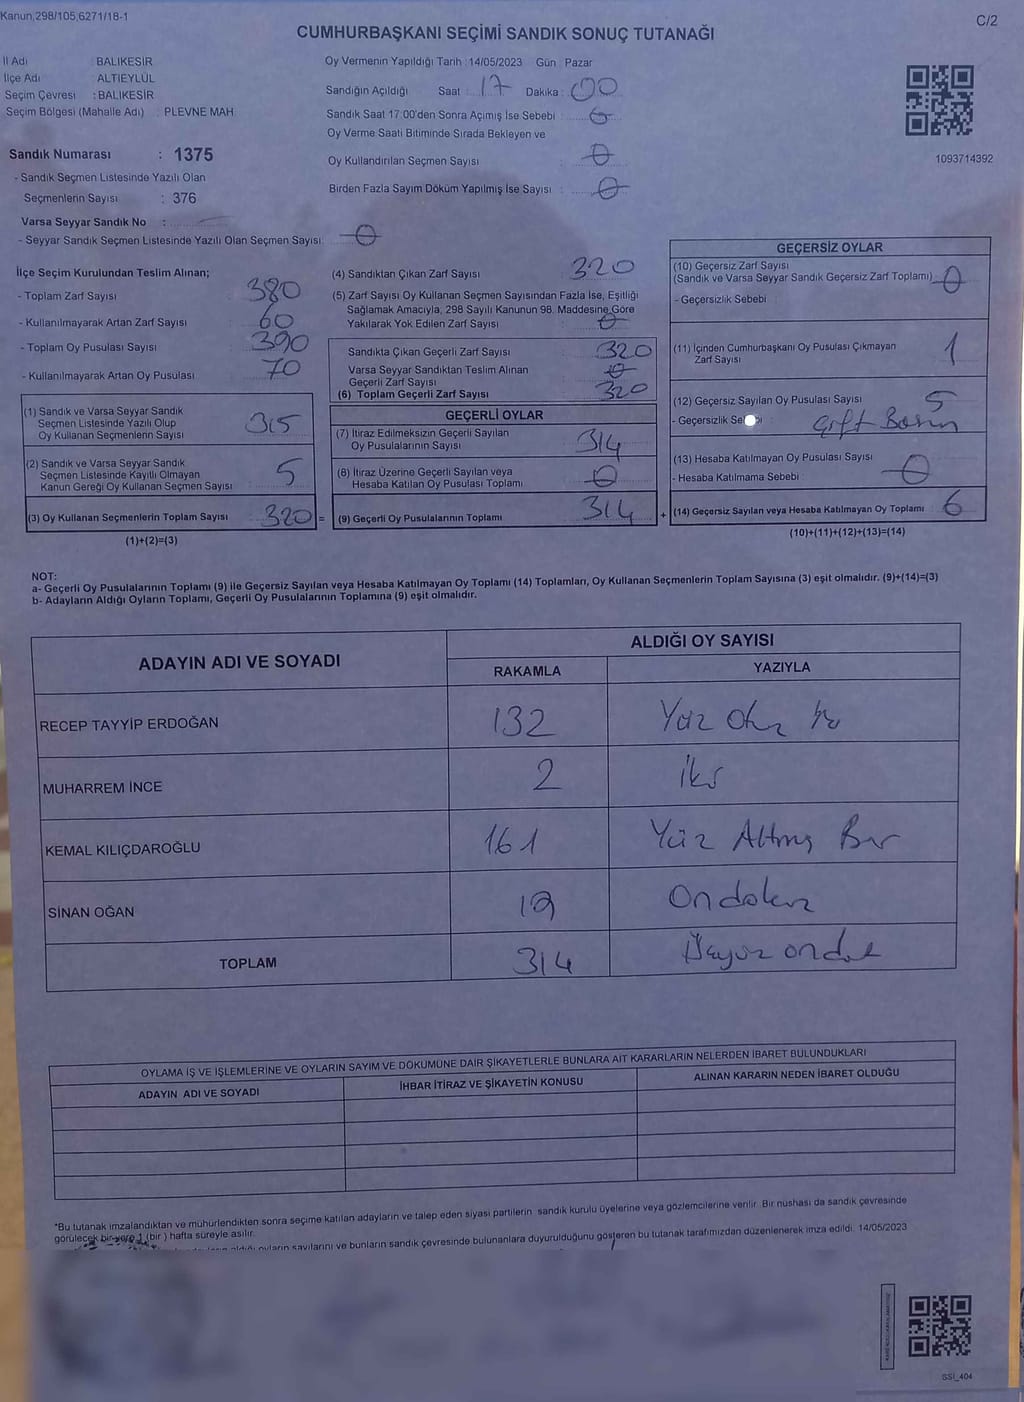 Kanun,298/105,6271/18-1
C/2
CUMHURBAŞKANI SEÇİMİ SANDIK SONUÇ TUTANAĞI
İl Adı BALIKESİR
İlçe Adı ALTIEYLÜL
Seçim Çevresi : BALIKESİR
Seçim Bölgesi (Mahalle Adı) : PLEVNE MAH
Sandık Numarası : 1375
- Sandık Seçmen Listesinde Yazılı Olan
Seçmenlerin Sayısı : 376
Varsa Seyyar Sandık No :
- Seyyar Sandık Seçmen Listesinde Yazılı Olan Seçmen Sayısı: 0
Oy Vermenin Yapıldığı Tarih :14/05/2023 Gün Pazar
Sandığın Açıldığı Saat : 17 Dakika : 00
Sandık Saat 17:00'den Sonra Açımış İse Sebebi :
Oy Verme Saati Bitiminde Sırada Bekleyen ve
Oy Kullandırılan Seçmen Sayısı : 0
Birden Fazla Sayım Döküm Yapılmış İse Sayısı : 0
1093714392
İlçe Seçim Kurulundan Teslim Alınan;
- Toplam Zarf Sayısı 380
- Kullanılmayarak Artan Zarf Sayısı 60
- Toplam Oy Pusulası Sayısı 390
- Kullanılmayarak Artan Oy Pusulası 70
(1) Sandık ve Varsa Seyyar Sandık
Seçmen Listesinde Yazılı Olup
Oy Kullanan Seçmenlerin Sayısı 315
(2) Sandık ve Varsa Seyyar Sandık
Seçmen Listesinde Kayıtlı Olmayan
Kanun Gereği Oy Kullanan Seçmen Sayısı 5
(3) Oy Kullanan Seçmenlerin Toplam Sayısı 320 =
(1)+(2)=(3)
(4) Sandıktan Çıkan Zarf Sayısı 320
(5) Zarf Sayısı Oy Kullanan Seçmen Sayısından Fazla İse, Eşitliği
Sağlamak Amacıyla, 298 Sayılı Kanunun 98. Maddesine Göre
Yakılarak Yok Edilen Zarf Sayısı 0
Sandıkta Çıkan Geçerli Zarf Sayısı 320
Varsa Seyyar Sandıktan Teslim Alınan
Geçerli Zarf Sayısı 0
(6) Toplam Geçerli Zarf Sayısı 320
GEÇERLİ OYLAR
(7) İtiraz Edilmeksizin Geçerli Sayılan
Oy Pusulalarının Sayısı 314
(8) İtiraz Üzerine Geçerli Sayılan veya
Hesaba Katılan Oy Pusulası Toplamı 0
(9) Geçerli Oy Pusulalarının Toplamı 314 +
GEÇERSİZ OYLAR
(10) Geçersiz Zarf Sayısı
(Sandık ve Varsa Seyyar Sandık Geçersiz Zarf Toplamı) 0
- Geçersizlik Sebebi
(11) İçinden Cumhurbaşkanı Oy Pusulası Çıkmayan
Zarf Sayısı 1
(12) Geçersiz Sayılan Oy Pusulası Sayısı 5
- Geçersizlik Se bi :
(13) Hesaba Katılmayan Oy Pusulası Sayısı
- Hesaba Katılmama Sebebi 0
(14) Geçersiz Sayılan veya Hesaba Katılmayan Oy Toplamı 6
(10)+(11)+(12)+(13)=(14)
NOT:
a- Geçerli Oy Pusulalarının Toplamı (9) ile Geçersiz Sayılan veya Hesaba Katılmayan Oy Toplamı (14) Toplamları, Oy Kullanan Seçmenlerin Toplam Sayısına (3) eşit olmalıdır. (9)+(14)=(3)
b- Adayların Aldığı Oyların Toplamı, Geçerli Oy Pusulalarının Toplamına (9) eşit olmalıdır.
ADAYIN ADI VE SOYADI
ALDIĞI OY SAYISI
RAKAMLA YAZIYLA
RECEP TAYYİP ERDOĞAN 132 Yüz Otuz iki
MUHARREM İNCE 2 iki
KEMAL KILIÇDAROĞLU 161 Yüz Altmış Bir
SİNAN OĞAN 19 Ondokuz
TOPLAM 314 Üçyüz ondört
OYLAMA İŞ VE İŞLEMLERİNE VE OYLARIN SAYIM VE DÖKÜMÜNE DAİR ŞİKAYETLERLE BUNLARA AİT KARARLARIN NELERDEN İBARET BULUNDUKLARI
ADAYIN ADI VE SOYADI İHBAR İTİRAZ VE ŞİKAYETİN KONUSU ALINAN KARARIN NEDEN İBARET OLDUĞU
*Bu tutanak imzalandıktan ve mühürlendikten sonra seçime katılan adayların ve talep eden siyasi partilerin sandık kurulu üyelerine veya gözlemcilerine verilir. Bir nüshası da sandık çevresinde
görülecek bir yere 1 (bir ) hafta süreyle asılır.
oyların sayılarını ve bunların sandık çevresinde bulunanlara duyurulduğunu gösteren bu tutanak tarafımızdan düzenlenerek imza edildi. 14/05/2023
SSİ_404